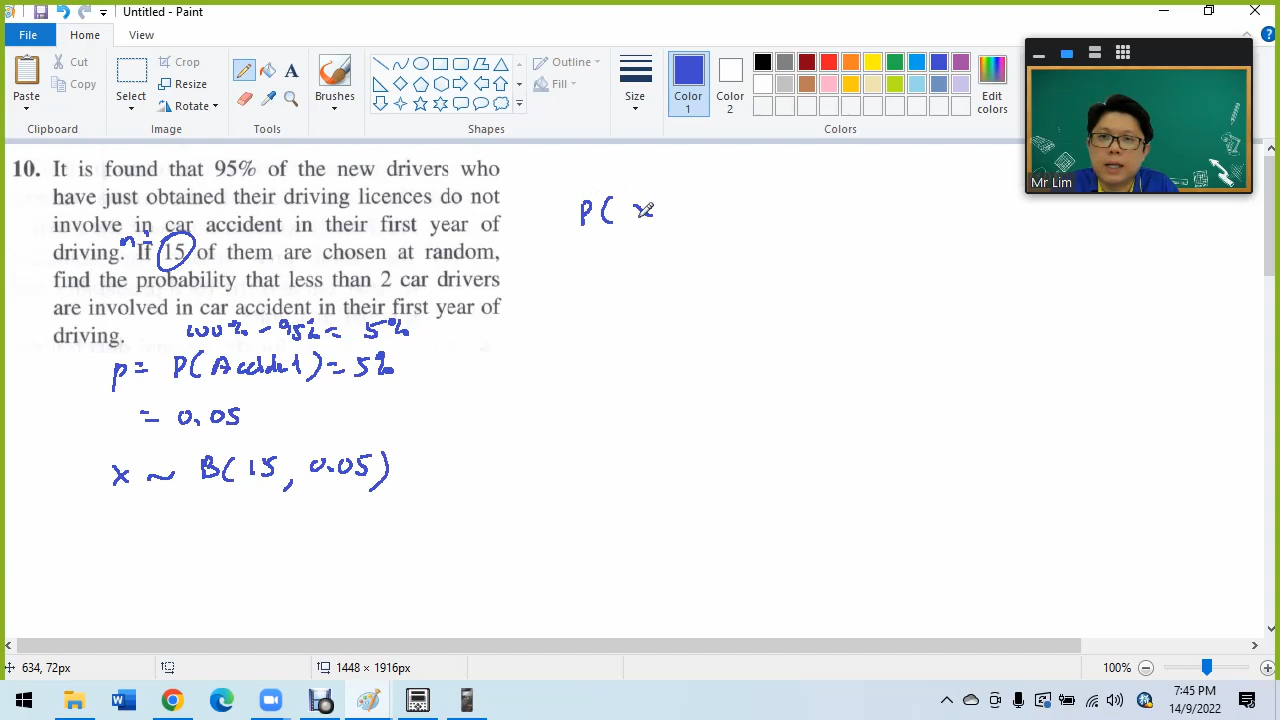 Untitled - Paint
File Home View
Cut
Copy
Paste
Clipboard
Crop
Resize
Rotate
Select
Image
Tools
Brushes
Outline
Fill
Shapes
Size
Color 1
Color 2
Edit colors
Colors
Mr Lim
10. It is found that 95% of the new drivers who
have just obtained their driving licences do not
involve in car accident in their first year of
n =
driving. If 15 of them are chosen at random,
find the probability that less than 2 car drivers
are involved in car accident in their first year of
driving.
100% - 95% = 5%
p = P(Accident) = 5%
= 0.05
x ~ B(15, 0.05)
P( x
634, 72px
1448 × 1916px
100%
7:45 PM
14/9/2022